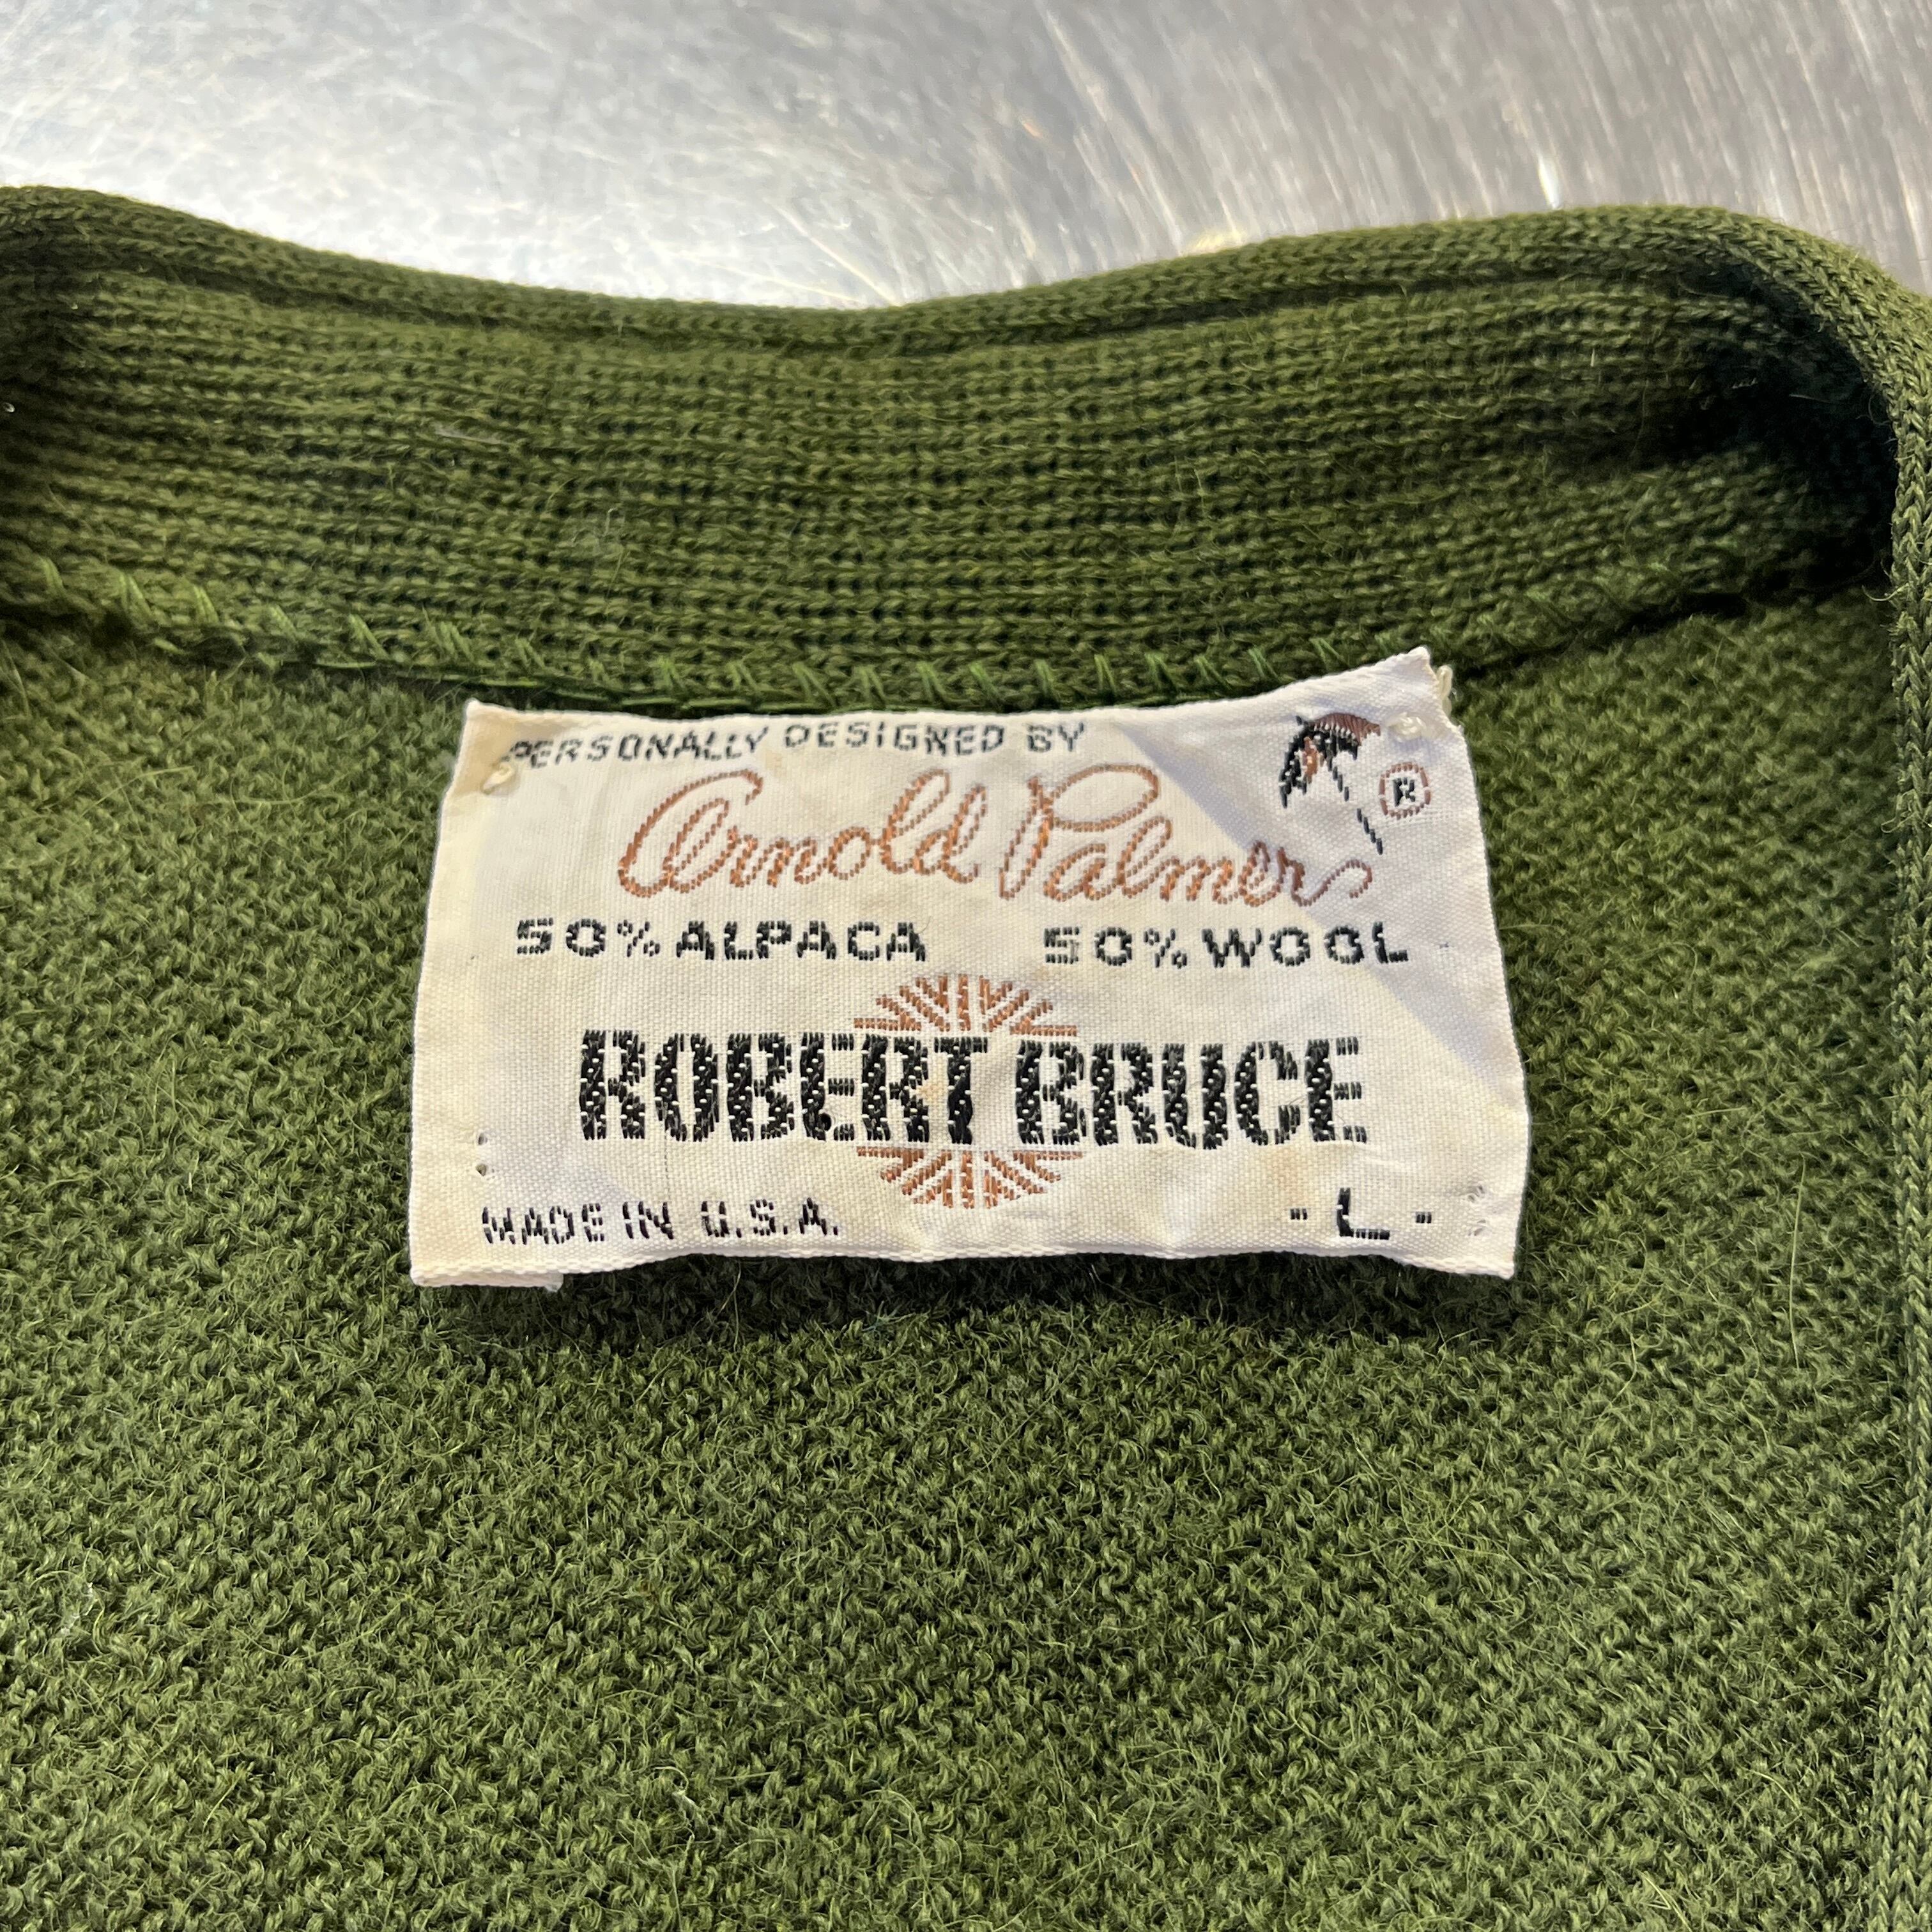 PERSONALLY DESIGNED BY
Arnold Palmer
®
50% ALPACA 50% WOOL
ROBERT BRUCE
MADE IN U.S.A. - L -